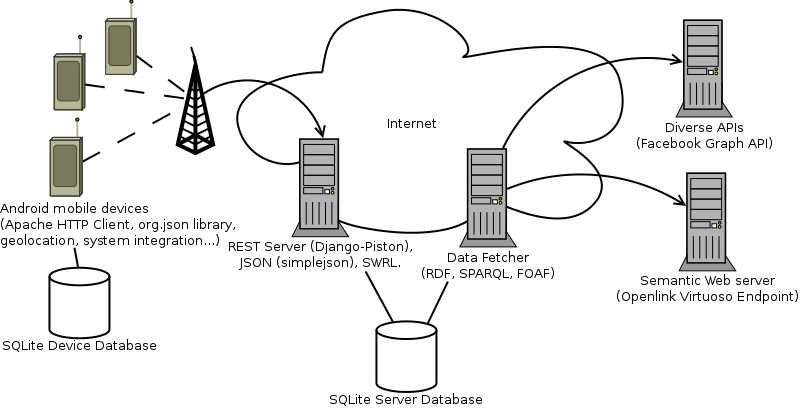 Internet
Diverse APIs
(Facebook Graph API)
Android mobile devices
(Apache HTTP Client, org.json library,
geolocation, system integration...)
REST Server (Django-Piston),
JSON (simplejson), SWRL.
Data Fetcher
(RDF, SPARQL, FOAF)
Semantic Web server
(Openlink Virtuoso Endpoint)
SQLite Device Database
SQLite Server Database